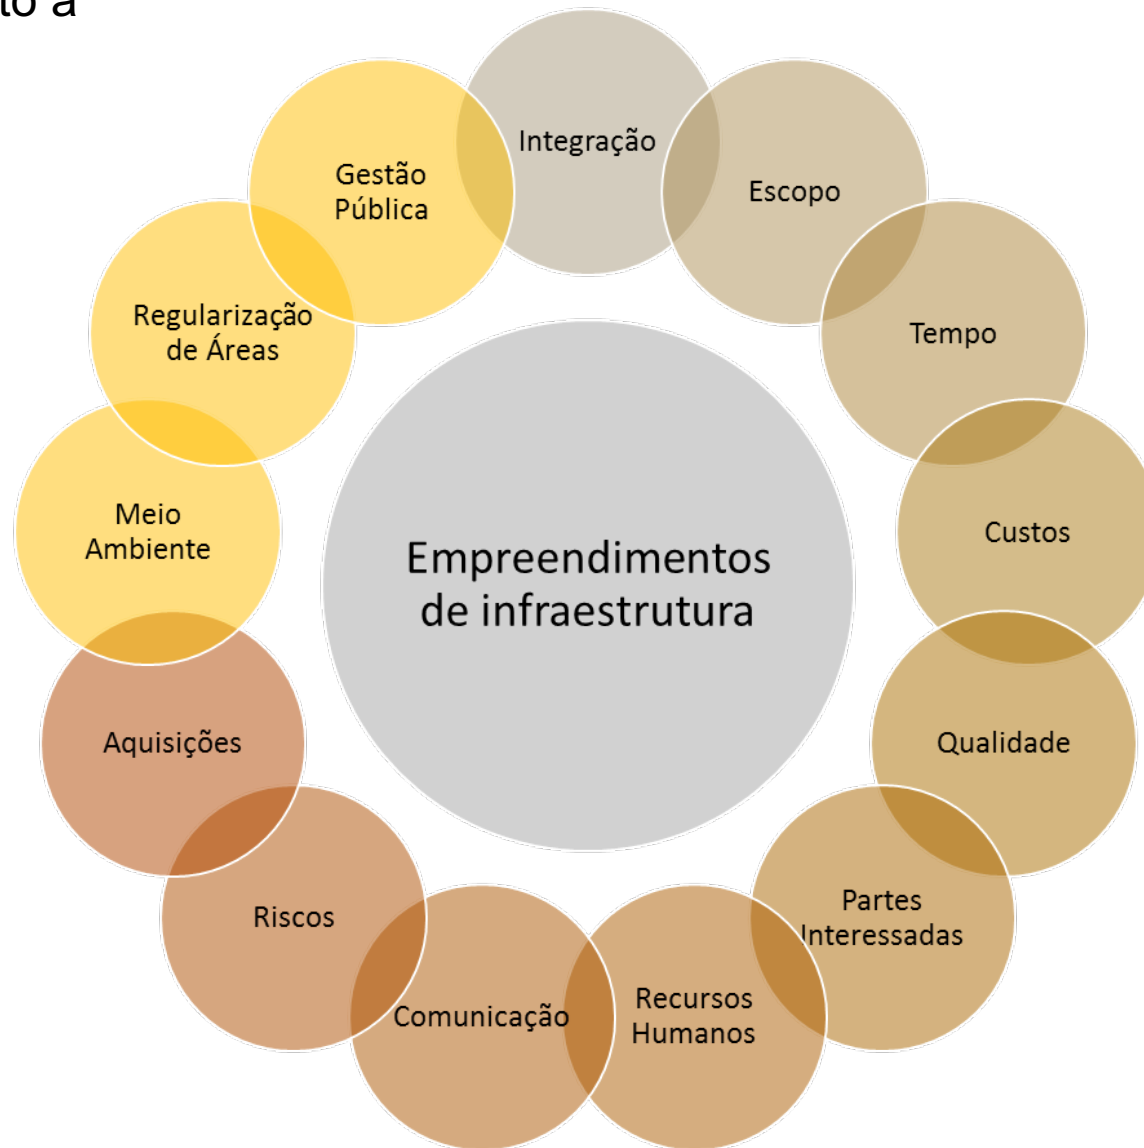 to a
Integração
Escopo
Tempo
Custos
Qualidade
Partes
Interessadas
Recursos
Humanos
Comunicação
Riscos
Aquisições
Meio
Ambiente
Regularização
de Áreas
Gestão
Pública
Empreendimentos
de infraestrutura